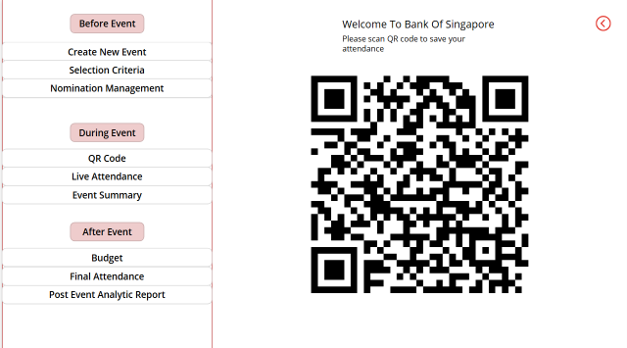 Before Event
Create New Event
Selection Criteria
Nomination Management
During Event
QR Code
Live Attendance
Event Summary
After Event
Budget
Final Attendance
Post Event Analytic Report
Welcome To Bank Of Singapore
Please scan QR code to save your
attendance